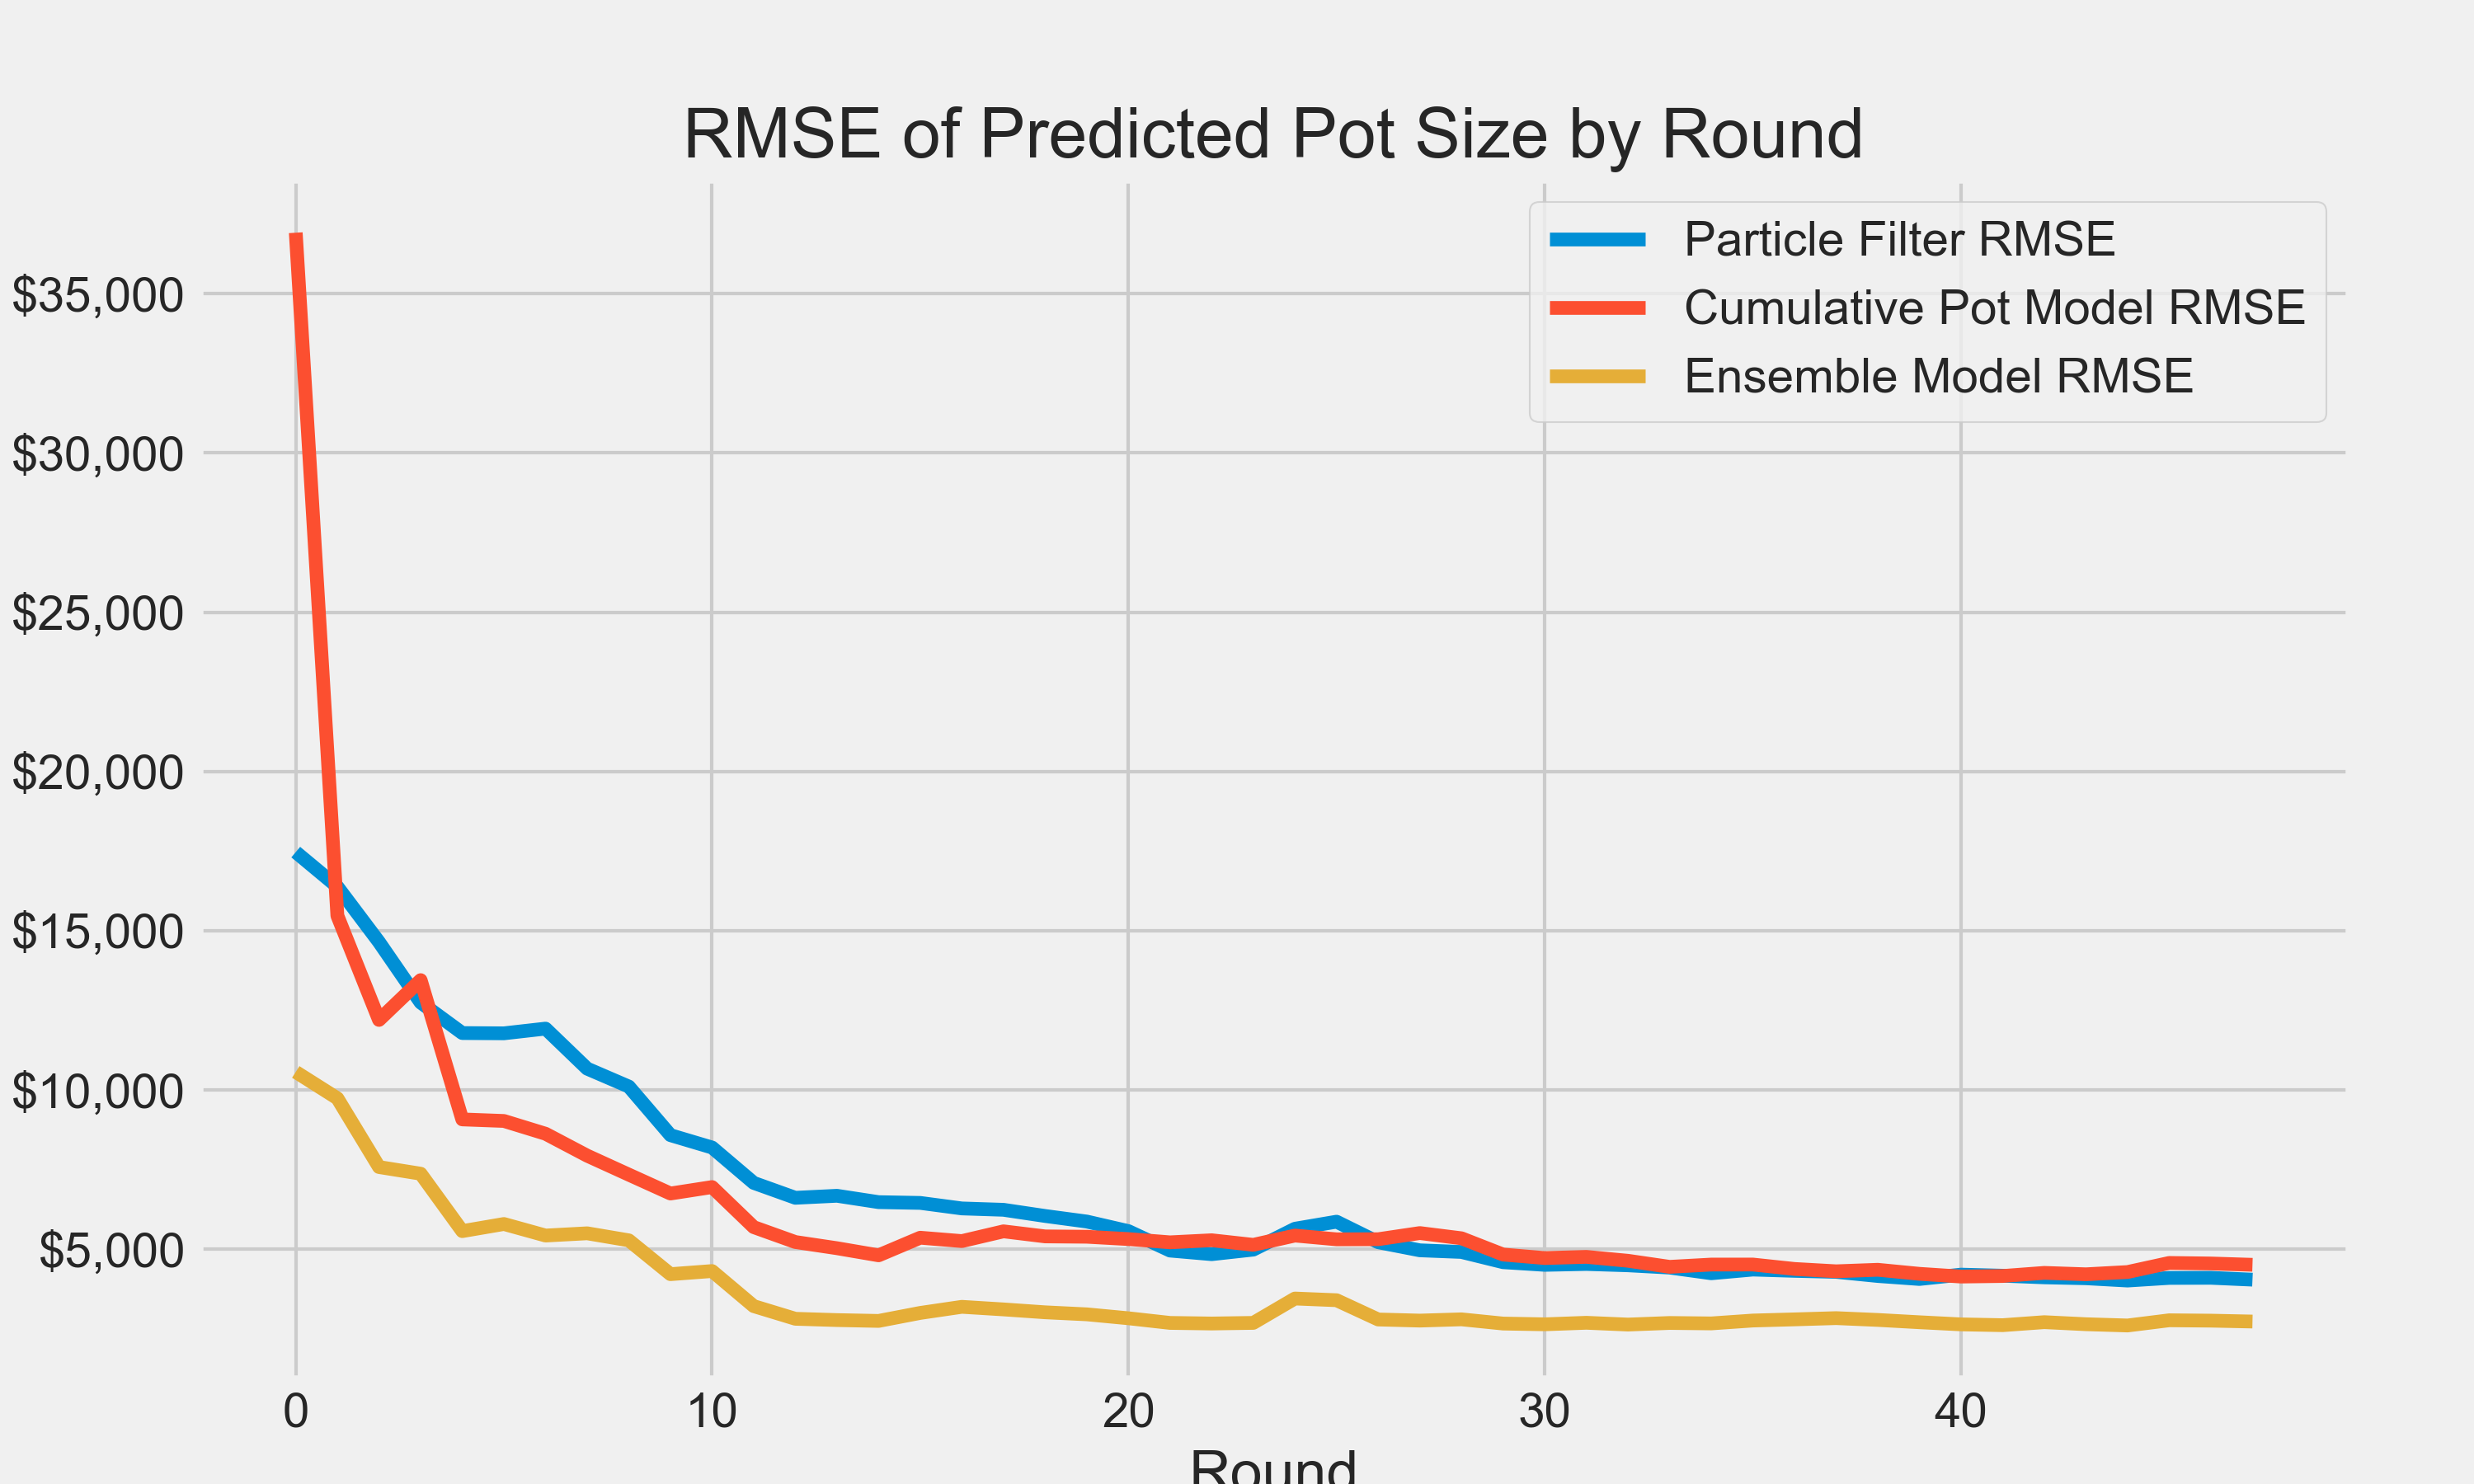 RMSE of Predicted Pot Size by Round
Particle Filter RMSE
Cumulative Pot Model RMSE
Ensemble Model RMSE
$35,000
$30,000
$25,000
$20,000
$15,000
$10,000
$5,000
0 10 20 30 40
Round